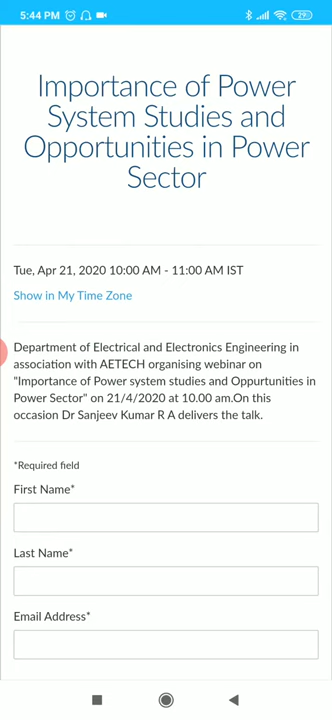 5:44 PM
29
Importance of Power
System Studies and
Opportunities in Power
Sector
Tue, Apr 21, 2020 10:00 AM - 11:00 AM IST
Show in My Time Zone
Department of Electrical and Electronics Engineering in
association with AETECH organising webinar on
"Importance of Power system studies and Oppurtunities in
Power Sector" on 21/4/2020 at 10.00 am.On this
occasion Dr Sanjeev Kumar R A delivers the talk.
*Required field
First Name*
Last Name*
Email Address*